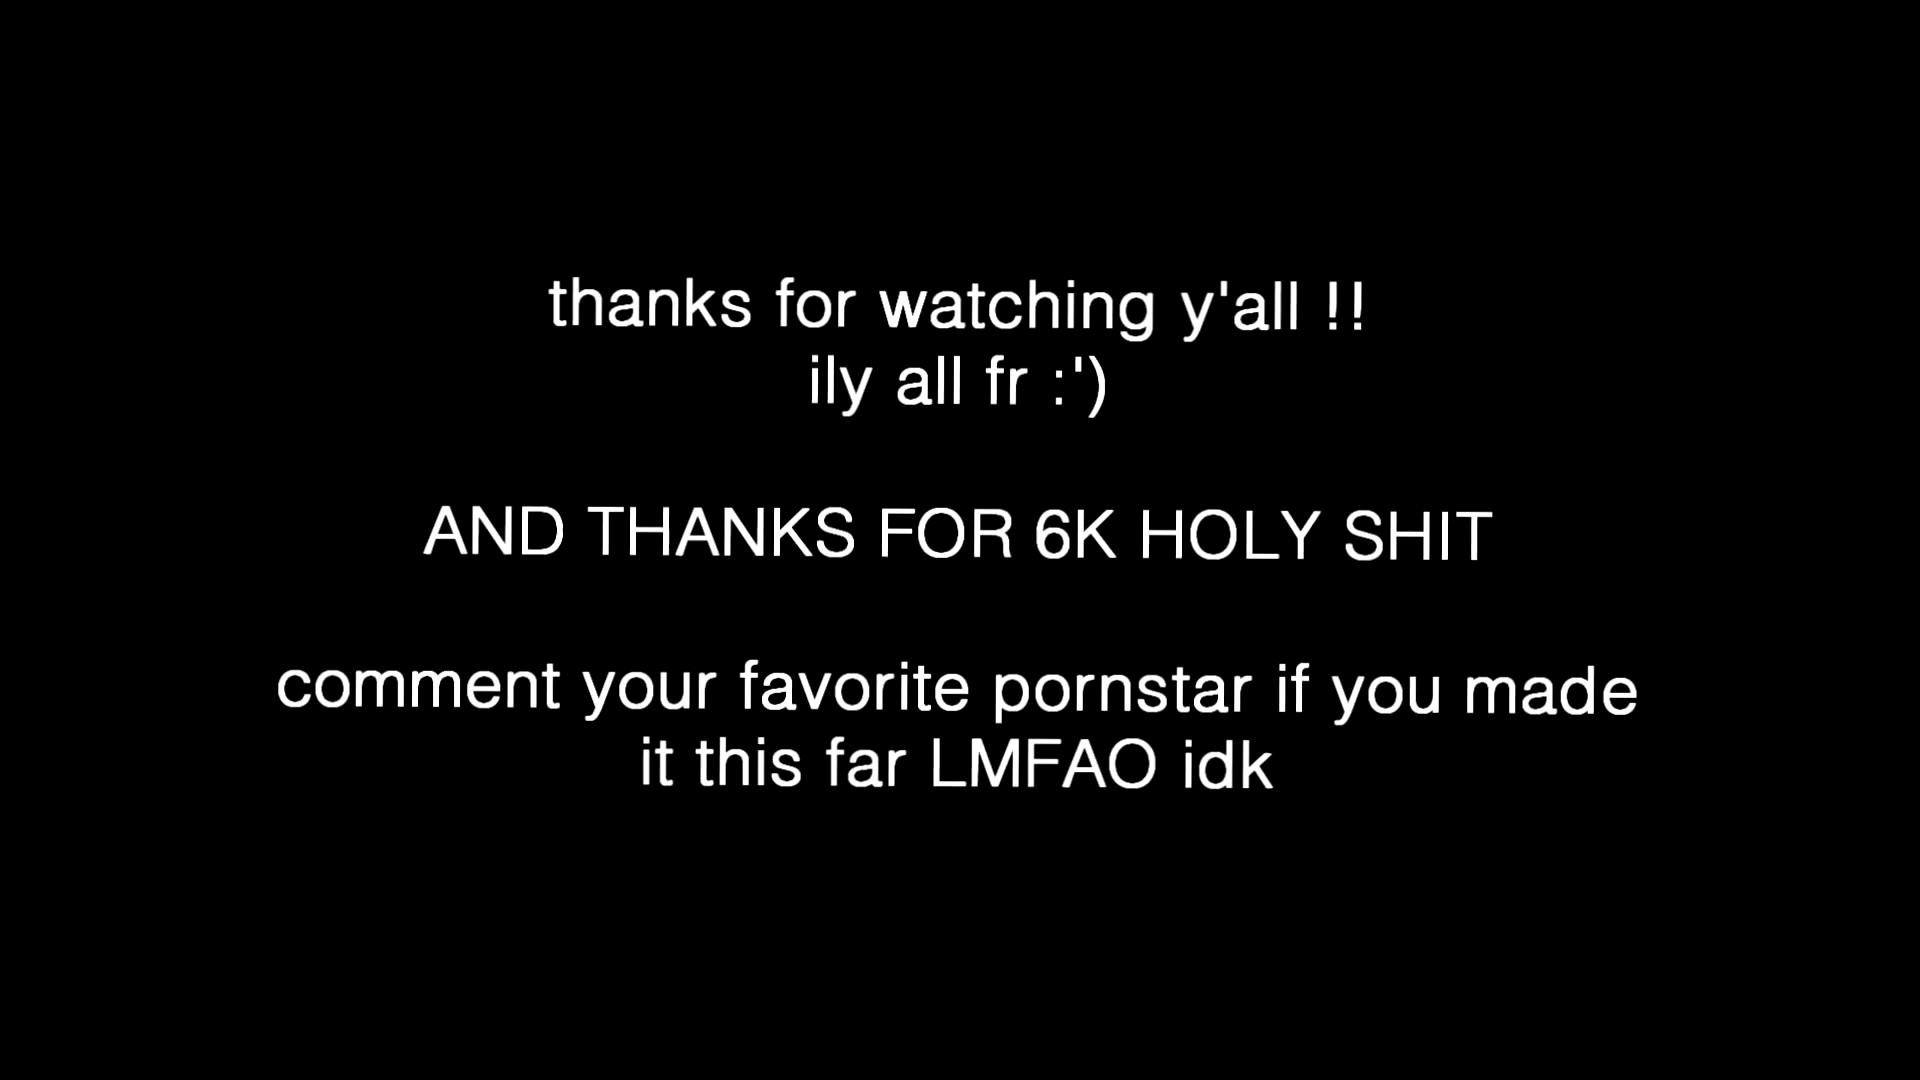 thanks for watching y'all !!
ily all fr :')
AND THANKS FOR 6K HOLY SHIT
comment your favorite pornstar if you made
it this far LMFAO idk